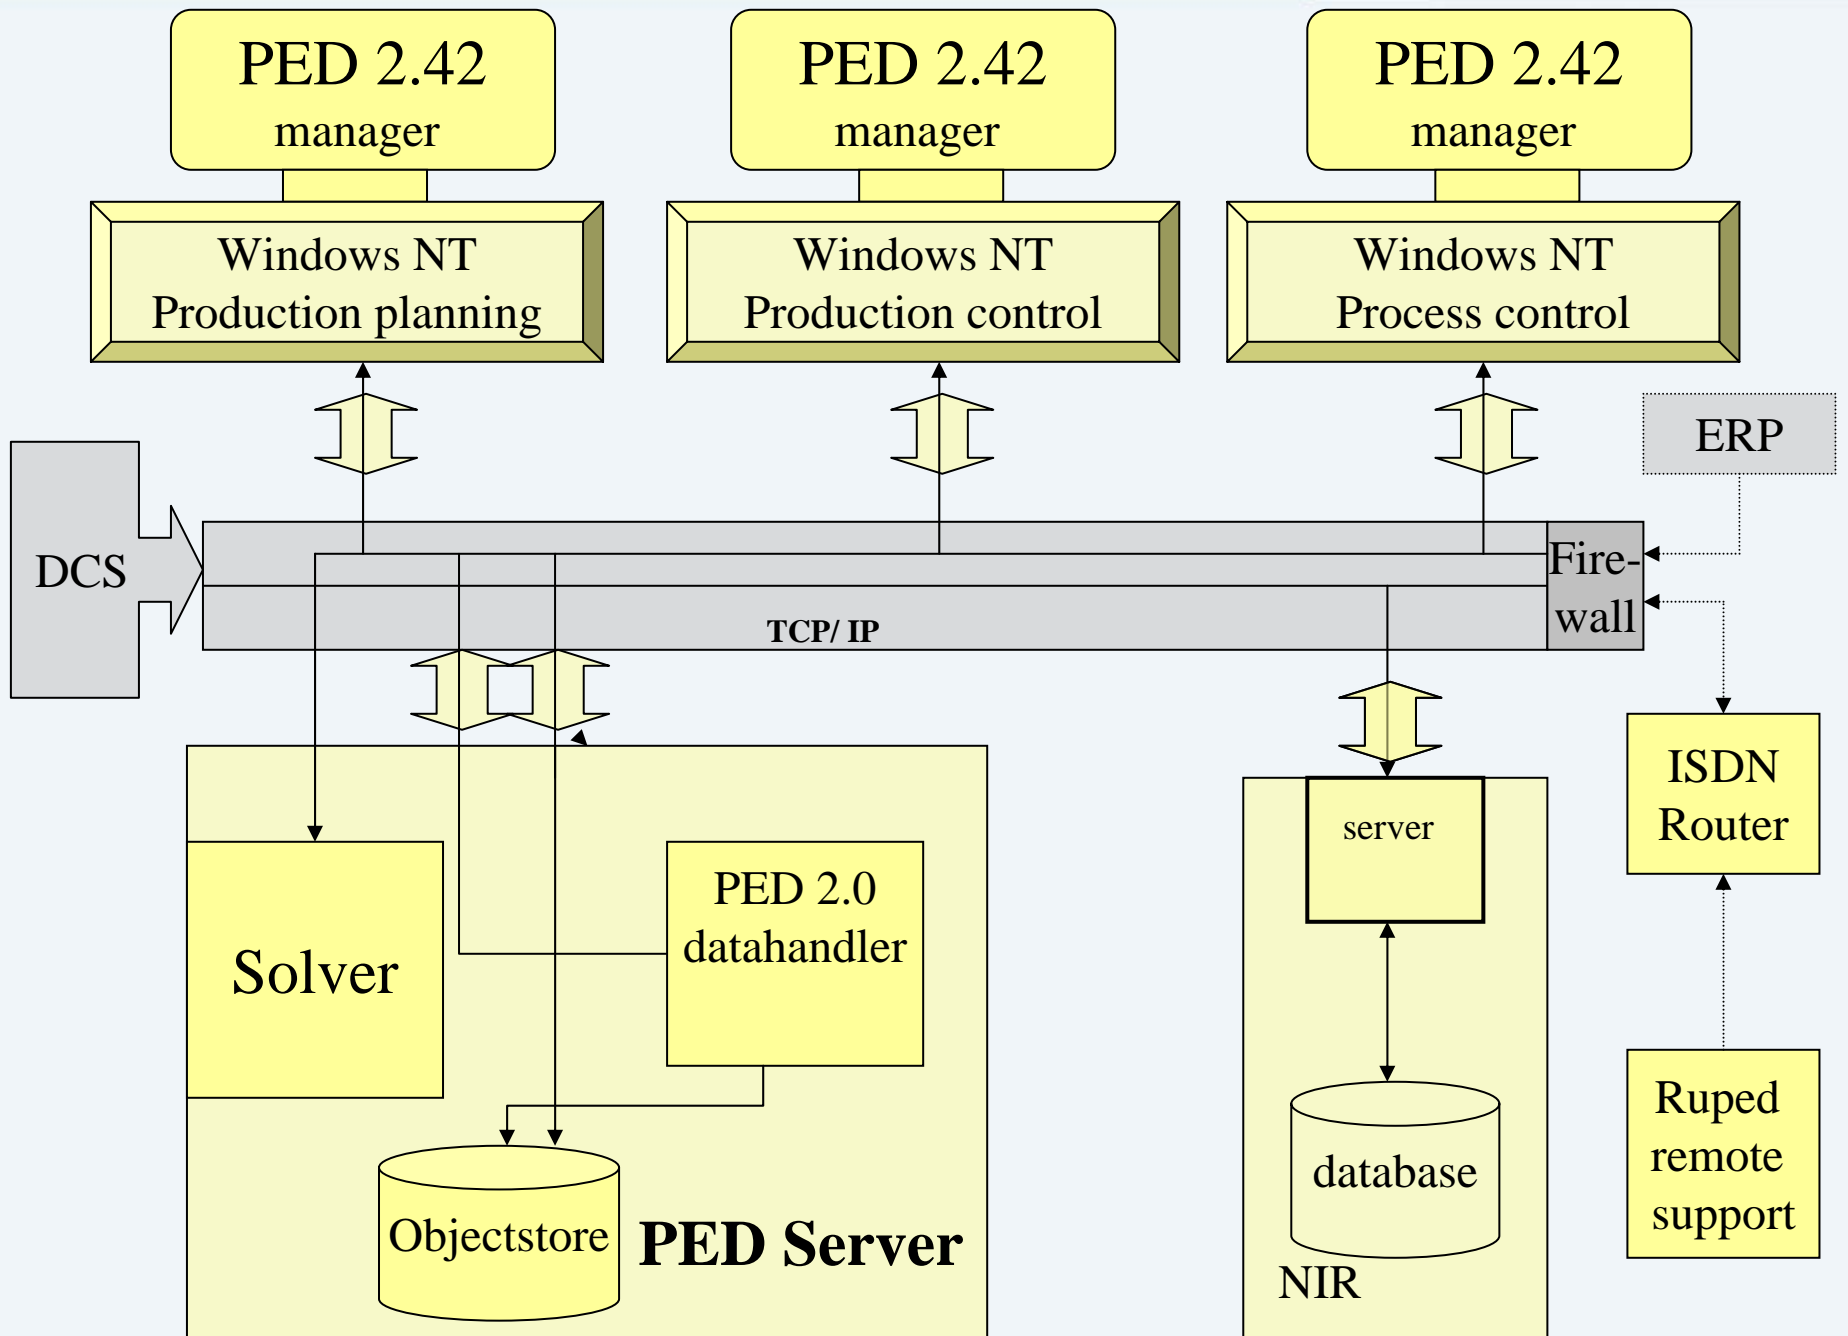 PED 2.42
manager
PED 2.42
manager
PED 2.42
manager
Windows NT
Production planning
Windows NT
Production control
Windows NT
Process control
ERP
DCS
Fire-
wall
TCP/ IP
ISDN
Router
server
PED 2.0
datahandler
Solver
Ruped
remote
support
database
Objectstore
PED Server
NIR